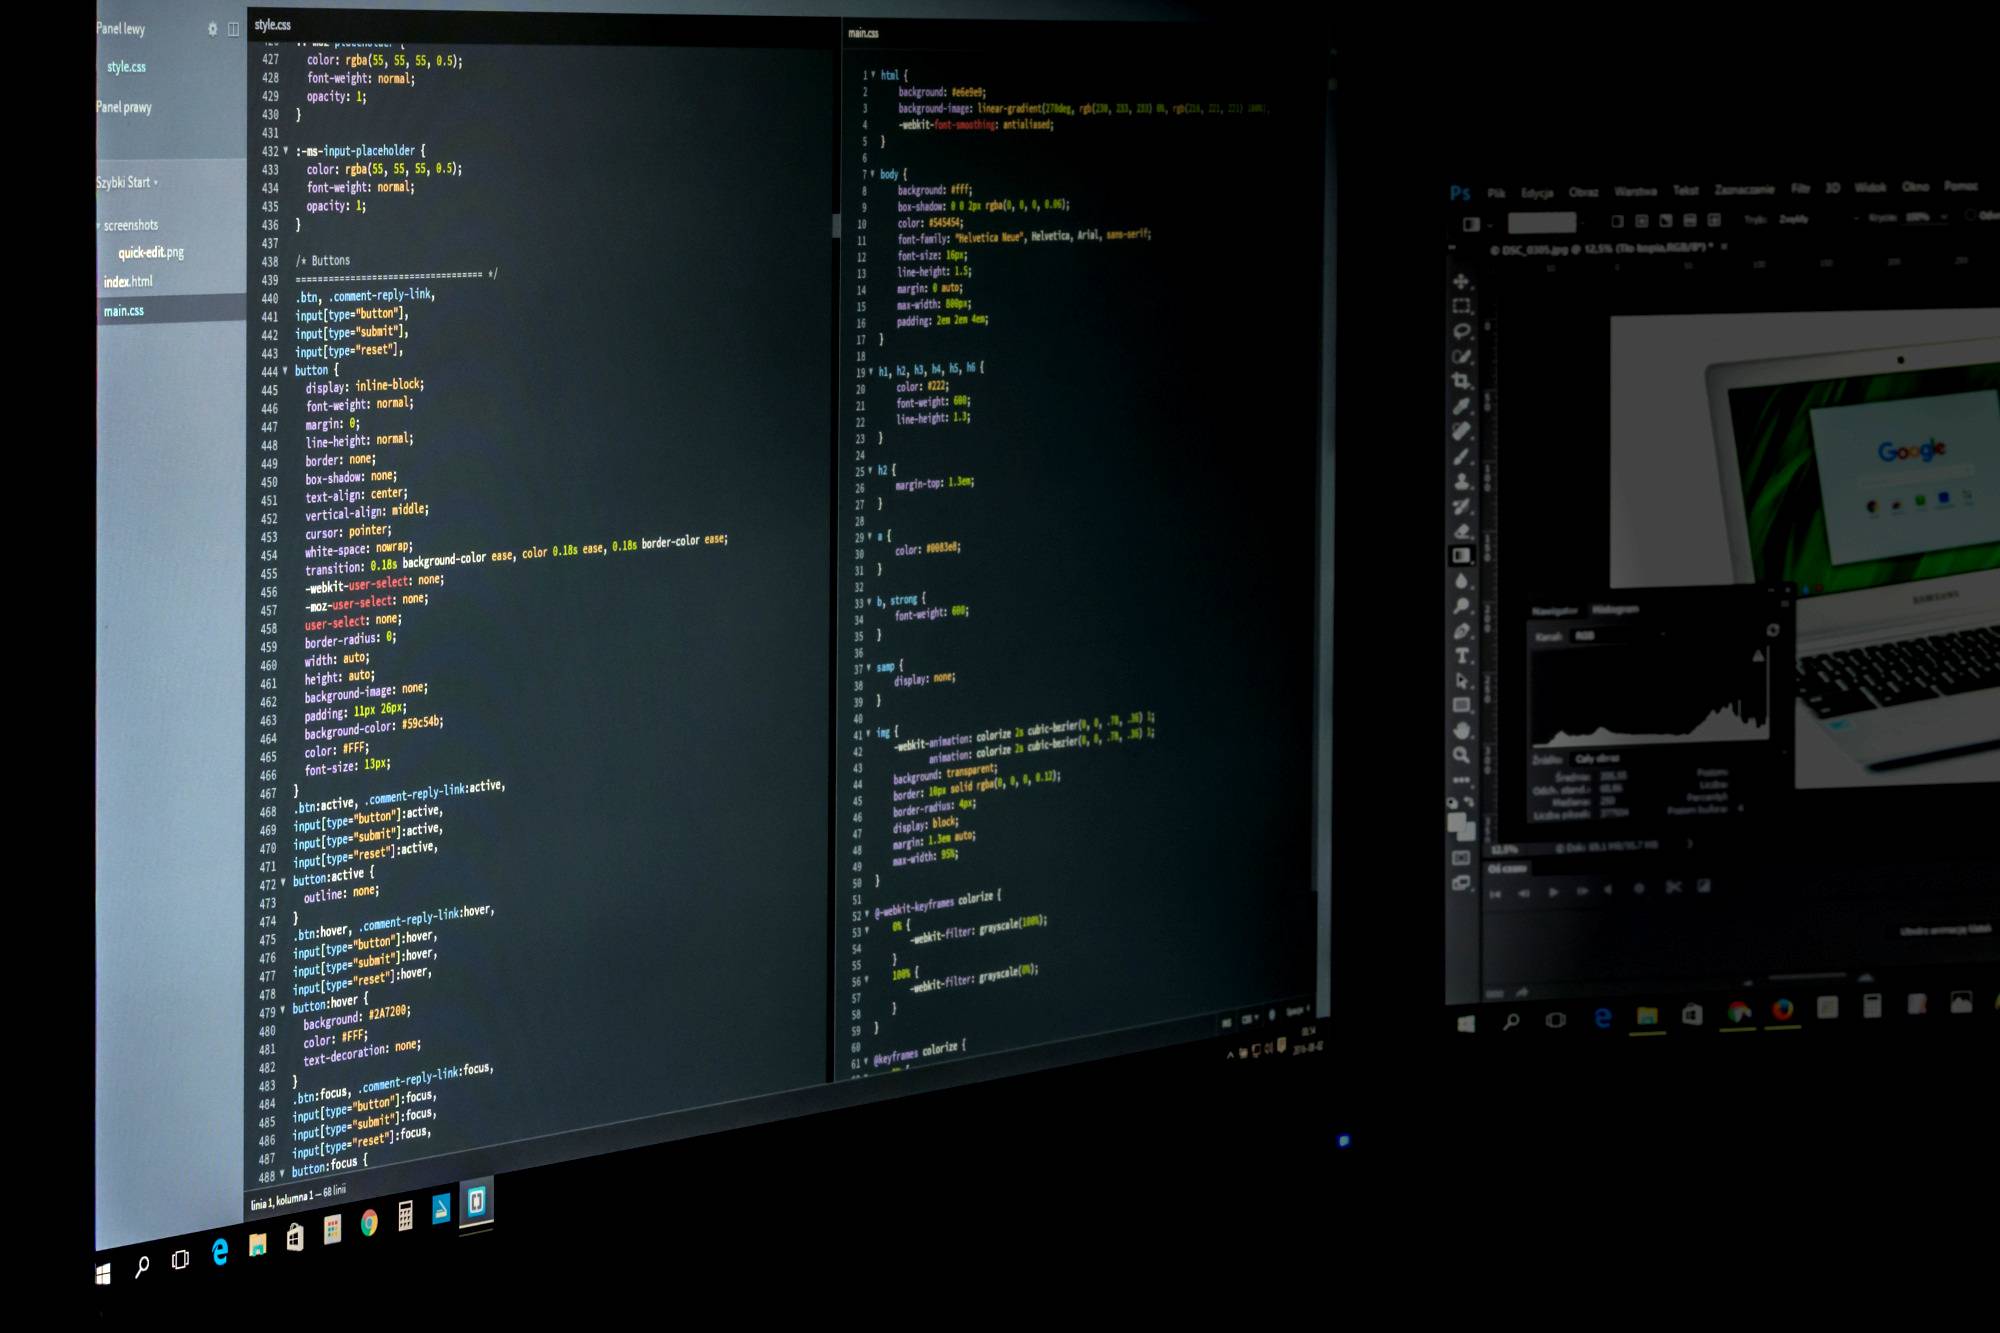 Panel lewy
style.css
Panel prawy
Szybki Start
screenshots
quick-edit.png
index.html
main.css
style.css
427 color: rgba(55, 55, 55, 0.5);
428 font-weight: normal;
429 opacity: 1;
430 }
431
432 :-ms-input-placeholder {
433 color: rgba(55, 55, 55, 0.5);
434 font-weight: normal;
435 opacity: 1;
436 }
437
438 /* Buttons
439 ================================== */
440 .btn, .comment-reply-link,
441 input[type="button"],
442 input[type="submit"],
443 input[type="reset"],
444 button {
445 display: inline-block;
446 font-weight: normal;
447 margin: 0;
448 line-height: normal;
449 border: none;
450 box-shadow: none;
451 text-align: center;
452 vertical-align: middle;
453 cursor: pointer;
454 white-space: nowrap;
455 transition: 0.18s background-color ease, color 0.18s ease, 0.18s border-color ease;
456 -webkit-user-select: none;
457 -moz-user-select: none;
458 user-select: none;
459 border-radius: 0;
460 width: auto;
461 height: auto;
462 background-image: none;
463 padding: 11px 26px;
464 background-color: #59c54b;
465 color: #FFF;
466 font-size: 13px;
467 }
468 .btn:active, .comment-reply-link:active,
469 input[type="button"]:active,
470 input[type="submit"]:active,
471 input[type="reset"]:active,
472 button:active {
473 outline: none;
474 }
475 .btn:hover, .comment-reply-link:hover,
476 input[type="button"]:hover,
477 input[type="submit"]:hover,
478 input[type="reset"]:hover,
479 button:hover {
480 background: #2A7200;
481 color: #FFF;
482 text-decoration: none;
483 }
484 .btn:focus, .comment-reply-link:focus,
485 input[type="button"]:focus,
486 input[type="submit"]:focus,
487 input[type="reset"]:focus,
488 button:focus {
linia 1, kolumna 1 — 68 linii
main.css
1 html {
2 background: #e6e9e9;
3 background-image: linear-gradient(270deg, rgb(230, 233, 233) 0%, rgb(216, 221, 221) 100%);
4 -webkit-font-smoothing: antialiased;
5 }
6
7 body {
8 background: #fff;
9 box-shadow: 0 0 2px rgba(0, 0, 0, 0.06);
10 color: #545454;
11 font-family: "Helvetica Neue", Helvetica, Arial, sans-serif;
12 font-size: 16px;
13 line-height: 1.5;
14 margin: 0 auto;
15 max-width: 800px;
16 padding: 2em 2em 4em;
17 }
18
19 h1, h2, h3, h4, h5, h6 {
20 color: #222;
21 font-weight: 600;
22 line-height: 1.3;
23 }
24
25 h2 {
26 margin-top: 1.3em;
27 }
28
29 a {
30 color: #0083e8;
31 }
32
33 b, strong {
34 font-weight: 600;
35 }
36
37 samp {
38 display: none;
39 }
40
41 img {
42 -webkit-animation: colorize 2s cubic-bezier(0, 0, .78, .36) 1;
43 animation: colorize 2s cubic-bezier(0, 0, .78, .36) 1;
44 background: transparent;
45 border: 10px solid rgba(0, 0, 0, 0.12);
46 border-radius: 4px;
47 display: block;
48 margin: 1.3em auto;
49 max-width: 95%;
50 }
51
52 @-webkit-keyframes colorize {
53 0% {
54 -webkit-filter: grayscale(100%);
55 }
56 100% {
57 -webkit-filter: grayscale(0%);
58 }
59 }
60
61 @keyframes colorize {
Ps Plik Edycja Obraz Warstwa Tekst Zaznaczanie Filtr 3D Widok Okno Pomoc
© DSC_0305.jpg @ 12,5% (Tło kopia,RGB/8*) *
Google
SAMSUNG
Nawigator Histogram
Kanał: RGB
Źródło: Cały obraz
12,5%
Oś czasu